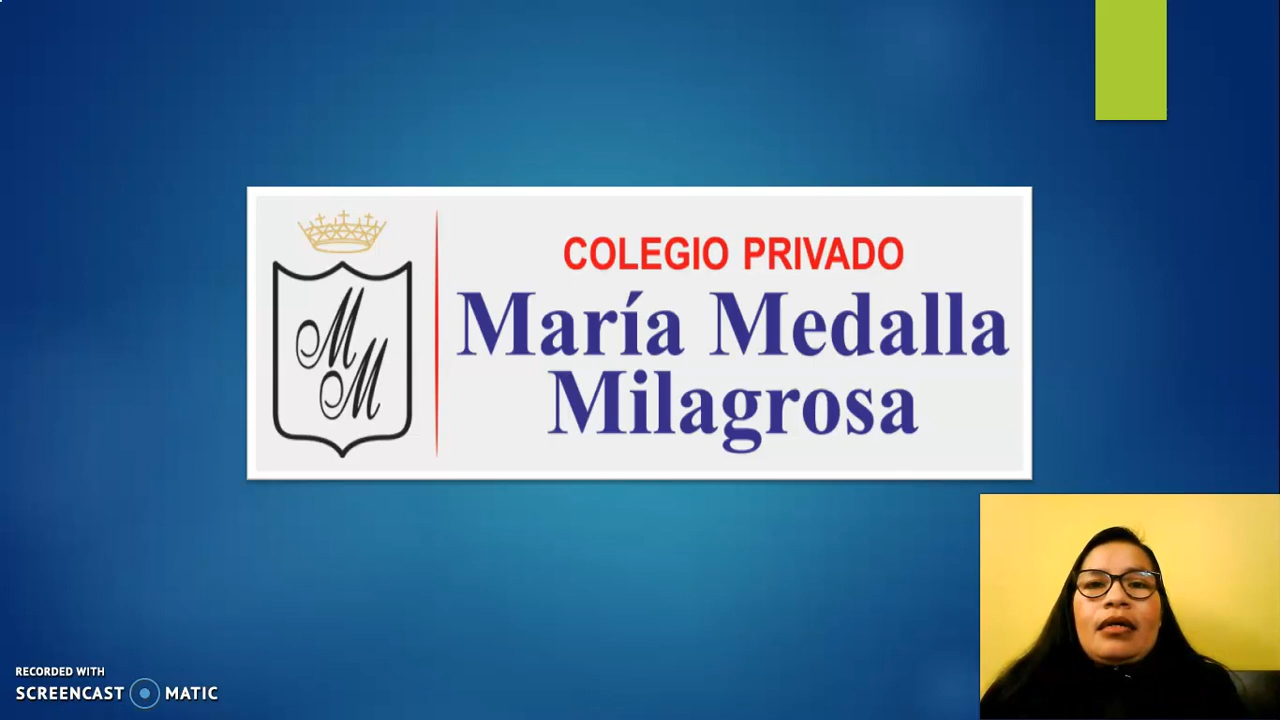 COLEGIO PRIVADO
María Medalla
Milagrosa
M
M
RECORDED WITH
SCREENCAST MATIC